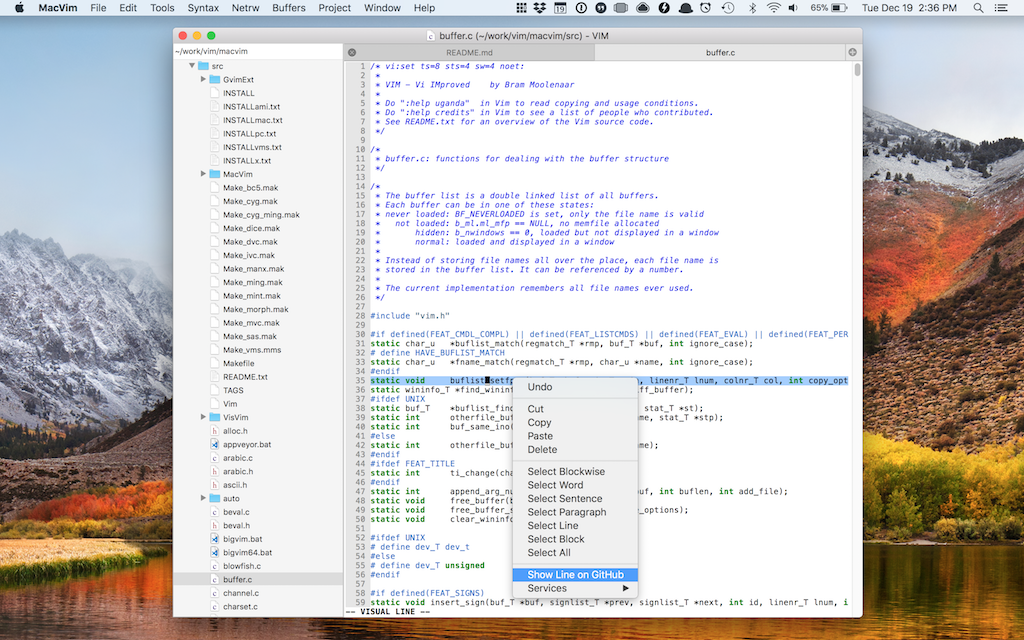 MacVim File Edit Tools Syntax Netrw Buffers Project Window Help 65% Tue Dec 19 2:36 PM
buffer.c (~/work/vim/macvim/src) - VIM
~/work/vim/macvim
src
GvimExt
INSTALL
INSTALLami.txt
INSTALLmac.txt
INSTALLpc.txt
INSTALLvms.txt
INSTALLx.txt
MacVim
Make_bc5.mak
Make_cyg.mak
Make_cyg_ming.mak
Make_dice.mak
Make_dvc.mak
Make_ivc.mak
Make_manx.mak
Make_ming.mak
Make_mint.mak
Make_morph.mak
Make_mvc.mak
Make_sas.mak
Make_vms.mms
Makefile
README.txt
TAGS
Vim
VisVim
alloc.h
appveyor.bat
arabic.c
arabic.h
ascii.h
auto
beval.c
beval.h
bigvim.bat
bigvim64.bat
blowfish.c
buffer.c
channel.c
charset.c
README.md buffer.c
1 /* vi:set ts=8 sts=4 sw=4 noet:
2 *
3 * VIM - Vi IMproved by Bram Moolenaar
4 *
5 * Do ":help uganda" in Vim to read copying and usage conditions.
6 * Do ":help credits" in Vim to see a list of people who contributed.
7 * See README.txt for an overview of the Vim source code.
8 */
9
10 /*
11 * buffer.c: functions for dealing with the buffer structure
12 */
13
14 /*
15 * The buffer list is a double linked list of all buffers.
16 * Each buffer can be in one of these states:
17 * never loaded: BF_NEVERLOADED is set, only the file name is valid
18 * not loaded: b_ml.ml_mfp == NULL, no memfile allocated
19 * hidden: b_nwindows == 0, loaded but not displayed in a window
20 * normal: loaded and displayed in a window
21 *
22 * Instead of storing file names all over the place, each file name is
23 * stored in the buffer list. It can be referenced by a number.
24 *
25 * The current implementation remembers all file names ever used.
26 */
27
28 #include "vim.h"
29
30 #if defined(FEAT_CMDL_COMPL) || defined(FEAT_LISTCMDS) || defined(FEAT_EVAL) || defined(FEAT_PER
31 static char_u *buflist_match(regmatch_T *rmp, buf_T *buf, int ignore_case);
32 # define HAVE_BUFLIST_MATCH
33 static char_u *fname_match(regmatch_T *rmp, char_u *name, int ignore_case);
34 #endif
35 static void buflist setfp , linenr_T lnum, colnr_T col, int copy_opt
36 static wininfo_T *find_wininf ff_buffer);
37 #ifdef UNIX
38 static buf_T *buflist_find stat_T *st);
39 static int otherfile_buf me, stat_T *stp);
40 static int buf_same_ino(
41 #else
42 static int otherfile_buf me);
43 #endif
44 #ifdef FEAT_TITLE
45 static int ti_change(cha
46 #endif
47 static int append_arg_nu uf, int buflen, int add_file);
48 static void free_buffer(b
49 static void free_buffer_s e_options);
50 static void clear_wininfo
51
52 #ifdef UNIX
53 # define dev_T dev_t
54 #else
55 # define dev_T unsigned
56 #endif
57
58 #if defined(FEAT_SIGNS)
59 static void insert_sign(buf_T *buf, signlist_T *prev, signlist_T *next, int id, linenr_T lnum, i
-- VISUAL LINE --
Undo
Cut
Copy
Paste
Delete
Select Blockwise
Select Word
Select Sentence
Select Paragraph
Select Line
Select Block
Select All
Show Line on GitHub
Services